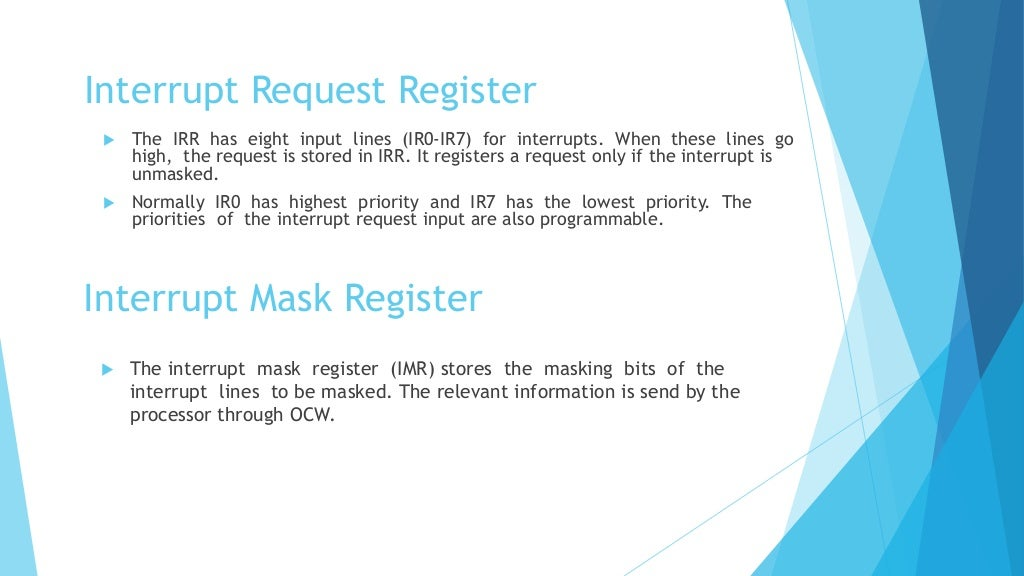 Interrupt Request Register
The IRR has eight input lines (IR0-IR7) for interrupts. When these lines go
high, the request is stored in IRR. It registers a request only if the interrupt is
unmasked.
Normally IR0 has highest priority and IR7 has the lowest priority. The
priorities of the interrupt request input are also programmable.
Interrupt Mask Register
The interrupt mask register (IMR) stores the masking bits of the
interrupt lines to be masked. The relevant information is send by the
processor through OCW.